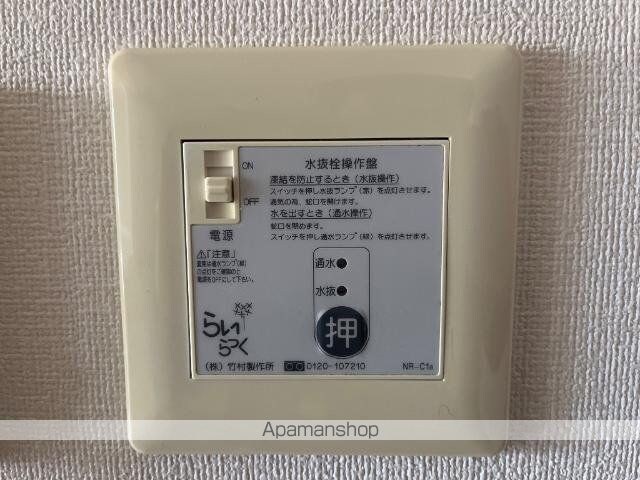 水抜栓操作盤
凍結を防止するとき(水抜操作)
スイッチを押し水抜ランプ(赤)を点灯させます。
通気の為、蛇口を開けます。
水を出すとき(通水操作)
蛇口を閉めます。
スイッチを押し通水ランプ(緑)を点灯させます。
ON
OFF
電源
⚠「注意」
通水
水抜
押
らいらっく
(株)竹村製作所 0120-107210 NR-C1a
Apamanshop